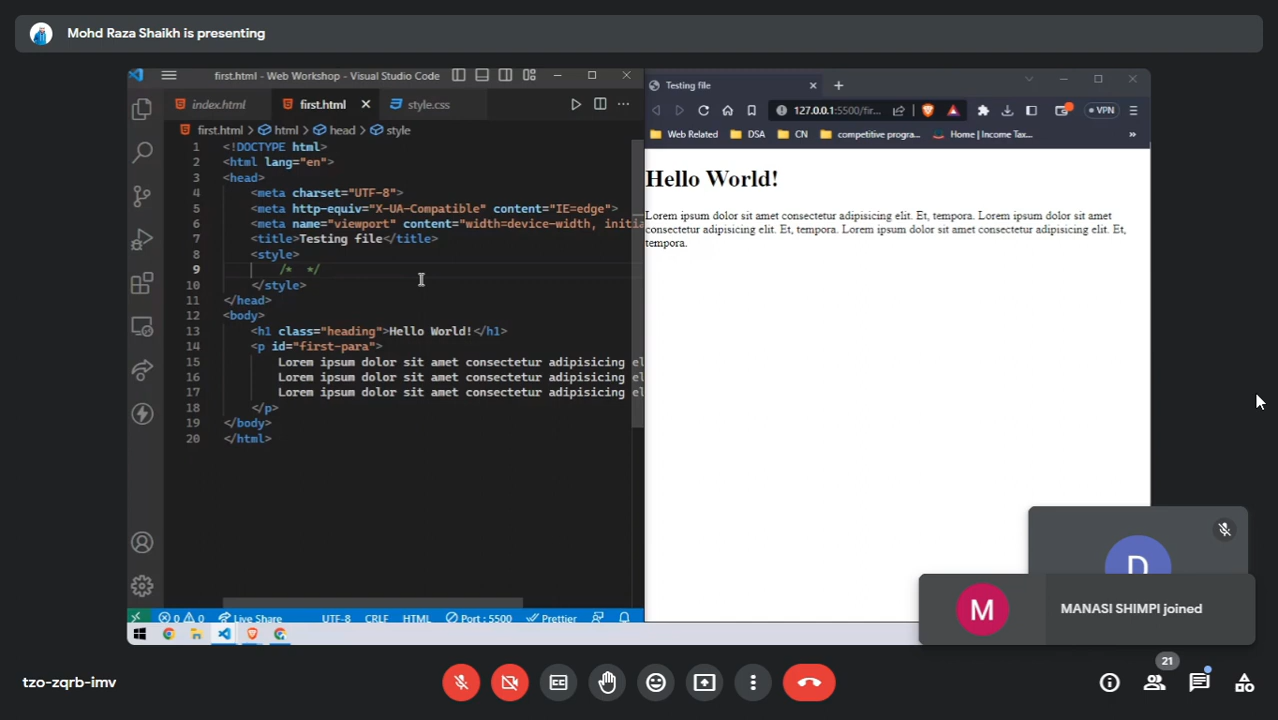 Mohd Raza Shaikh is presenting
first.html - Web Workshop - Visual Studio Code
index.html
first.html
style.css
first.html > html > head > style
1 <!DOCTYPE html>
2 <html lang="en">
3 <head>
4 <meta charset="UTF-8">
5 <meta http-equiv="X-UA-Compatible" content="IE=edge">
6 <meta name="viewport" content="width=device-width, initia
7 <title>Testing file</title>
8 <style>
9 /* */
10 </style>
11 </head>
12 <body>
13 <h1 class="heading">Hello World!</h1>
14 <p id="first-para">
15 Lorem ipsum dolor sit amet consectetur adipisicing el
16 Lorem ipsum dolor sit amet consectetur adipisicing el
17 Lorem ipsum dolor sit amet consectetur adipisicing el
18 </p>
19 </body>
20 </html>
0 0 Live Share UTF-8 CRLF HTML Port : 5500 Prettier
Testing file
127.0.0.1:5500/fir...
VPN
Web Related DSA CN competitive progra... Home | Income Tax... »
Hello World!
Lorem ipsum dolor sit amet consectetur adipisicing elit. Et, tempora. Lorem ipsum dolor sit amet
consectetur adipisicing elit. Et, tempora. Lorem ipsum dolor sit amet consectetur adipisicing elit. Et,
tempora.
D
M
MANASI SHIMPI joined
tzo-zqrb-imv
21